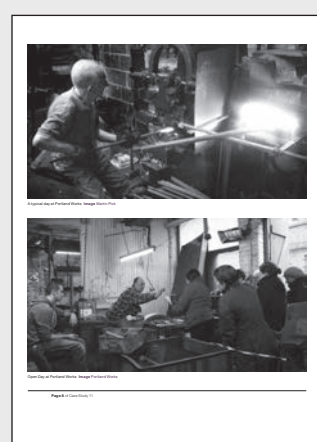 A typical day at Portland Works. Image Martin Pick
Open Day at Portland Works. Image Portland Works
Page 8 of Case Study 11